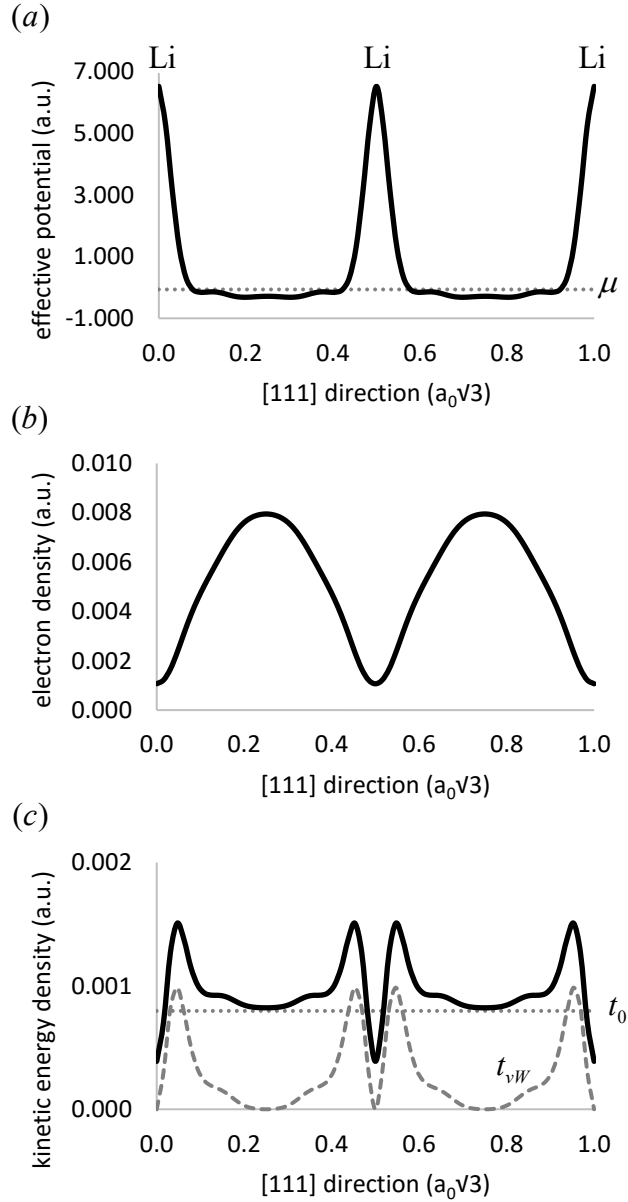 (a)
Li Li Li
7.000
5.000
3.000
1.000
-1.000
effective potential (a.u.)
μ
0.0 0.2 0.4 0.6 0.8 1.0
[111] direction (a₀√3)
(b)
0.010
0.008
0.006
0.004
0.002
0.000
electron density (a.u.)
0.0 0.2 0.4 0.6 0.8 1.0
[111] direction (a₀√3)
(c)
0.002
0.001
0.000
kinetic energy density (a.u.)
t₀
tvW
0.0 0.2 0.4 0.6 0.8 1.0
[111] direction (a₀√3)